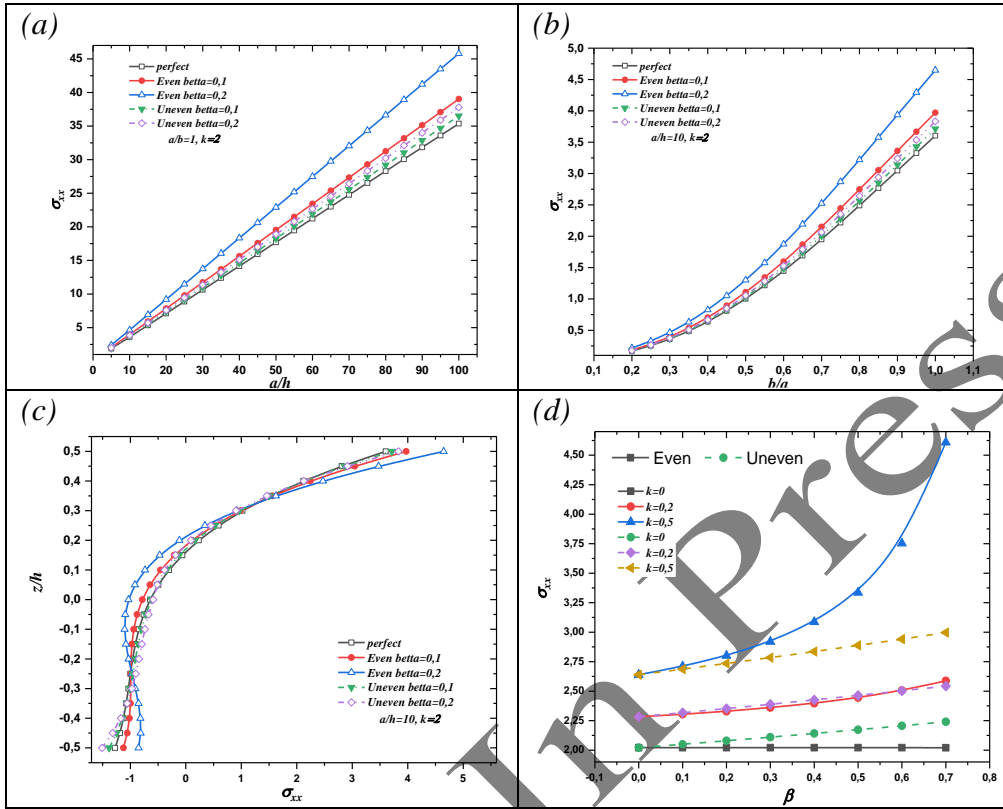 (a)
45
40
35
30
25
20
15
10
5
σxx
perfect
Even betta=0,1
Even betta=0,2
Uneven betta=0,1
Uneven betta=0,2
a/b=1, k=2
0 5 10 15 20 25 30 35 40 45 50 55 60 65 70 75 80 85 90 95 100
a/h
(b)
5,0
4,5
4,0
3,5
3,0
2,5
2,0
1,5
1,0
0,5
σxx
perfect
Even betta=0,1
Even betta=0,2
Uneven betta=0,1
Uneven betta=0,2
a/h=10, k=2
0,1 0,2 0,3 0,4 0,5 0,6 0,7 0,8 0,9 1,0 1,1
b/a
(c)
0,5
0,4
0,3
0,2
0,1
0,0
-0,1
-0,2
-0,3
-0,4
-0,5
z/h
perfect
Even betta=0,1
Even betta=0,2
Uneven betta=0,1
Uneven betta=0,2
a/h=10, k=2
-1 0 1 2 3 4 5
σxx
(d)
4,50
4,25
4,00
3,75
3,50
3,25
3,00
2,75
2,50
2,25
2,00
σxx
Even Uneven
k=0
k=0,2
k=0,5
k=0
k=0,2
k=0,5
-0,1 0,0 0,1 0,2 0,3 0,4 0,5 0,6 0,7 0,8
β
In Press